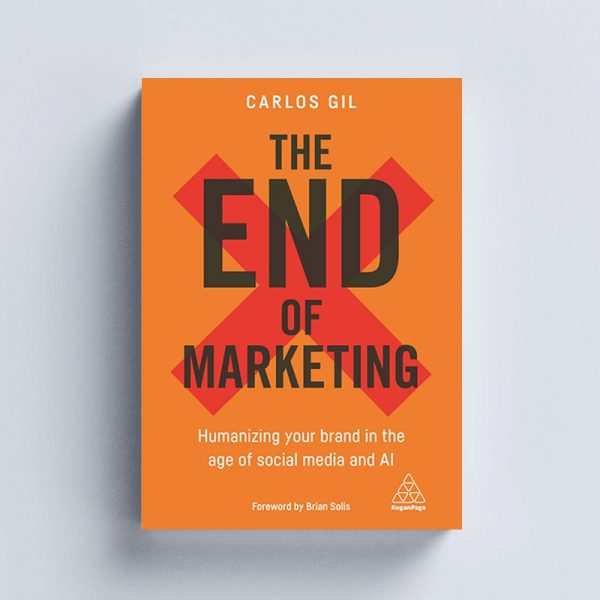 CARLOS GIL
THE
END
OF
MARKETING
Humanizing your brand in the
age of social media and AI
Foreword by Brian Solis
KoganPage